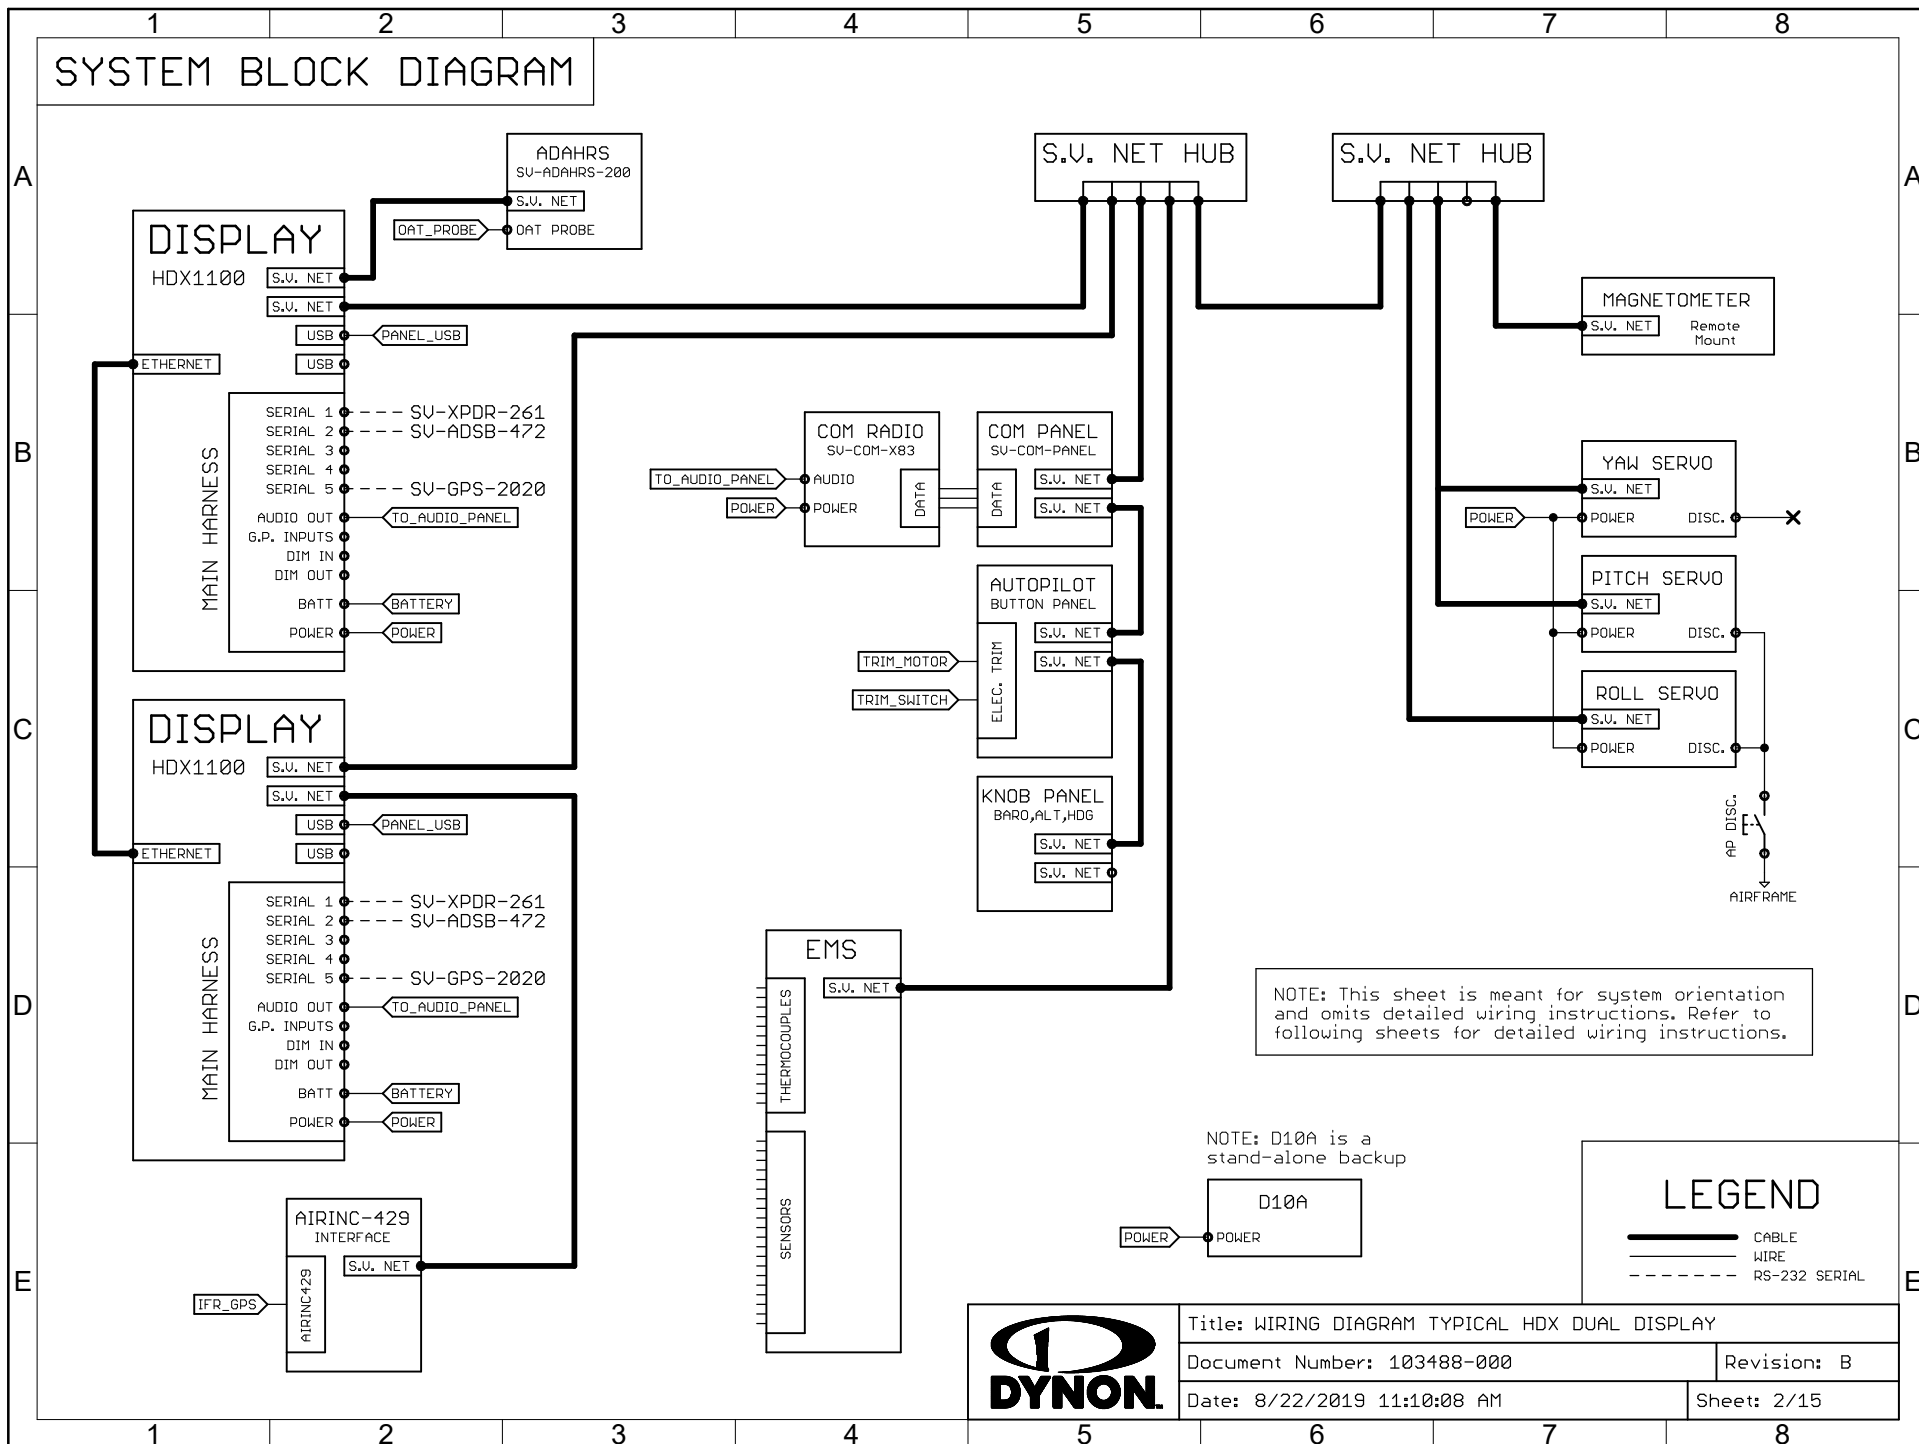 1 2 3 4 5 6 7 8
SYSTEM BLOCK DIAGRAM
A
A
B
B
C
C
D
D
E
E
ADAHRS
SV-ADAHRS-200
S.V. NET
OAT PROBE
OAT_PROBE
S.V. NET HUB
S.V. NET HUB
DISPLAY
HDX1100
S.V. NET
S.V. NET
USB
PANEL_USB
ETHERNET
USB
MAIN HARNESS
SERIAL 1
SV-XPDR-261
SERIAL 2
SV-ADSB-472
SERIAL 3
SERIAL 4
SERIAL 5
SV-GPS-2020
AUDIO OUT
TO_AUDIO_PANEL
G.P. INPUTS
DIM IN
DIM OUT
BATT
BATTERY
POWER
POWER
DISPLAY
HDX1100
S.V. NET
S.V. NET
USB
PANEL_USB
ETHERNET
USB
MAIN HARNESS
SERIAL 1
SV-XPDR-261
SERIAL 2
SV-ADSB-472
SERIAL 3
SERIAL 4
SERIAL 5
SV-GPS-2020
AUDIO OUT
TO_AUDIO_PANEL
G.P. INPUTS
DIM IN
DIM OUT
BATT
BATTERY
POWER
POWER
AIRINC-429
INTERFACE
S.V. NET
AIRINC429
IFR_GPS
COM RADIO
SV-COM-X83
TO_AUDIO_PANEL
AUDIO
POWER
POWER
DATA
COM PANEL
SV-COM-PANEL
DATA
S.V. NET
S.V. NET
AUTOPILOT
BUTTON PANEL
S.V. NET
S.V. NET
ELEC. TRIM
TRIM_MOTOR
TRIM_SWITCH
KNOB PANEL
BARO,ALT,HDG
S.V. NET
S.V. NET
EMS
S.V. NET
THERMOCOUPLES
SENSORS
MAGNETOMETER
S.V. NET
Remote
Mount
YAW SERVO
S.V. NET
POWER
POWER
DISC.
PITCH SERVO
S.V. NET
POWER
DISC.
ROLL SERVO
S.V. NET
POWER
DISC.
AP DISC.
AIRFRAME
NOTE: This sheet is meant for system orientation
and omits detailed wiring instructions. Refer to
following sheets for detailed wiring instructions.
NOTE: D10A is a
stand-alone backup
D10A
POWER
POWER
LEGEND
CABLE
WIRE
RS-232 SERIAL
DYNON
Title: WIRING DIAGRAM TYPICAL HDX DUAL DISPLAY
Document Number: 103488-000
Revision: B
Date: 8/22/2019 11:10:08 AM
Sheet: 2/15
1 2 3 4 5 6 7 8